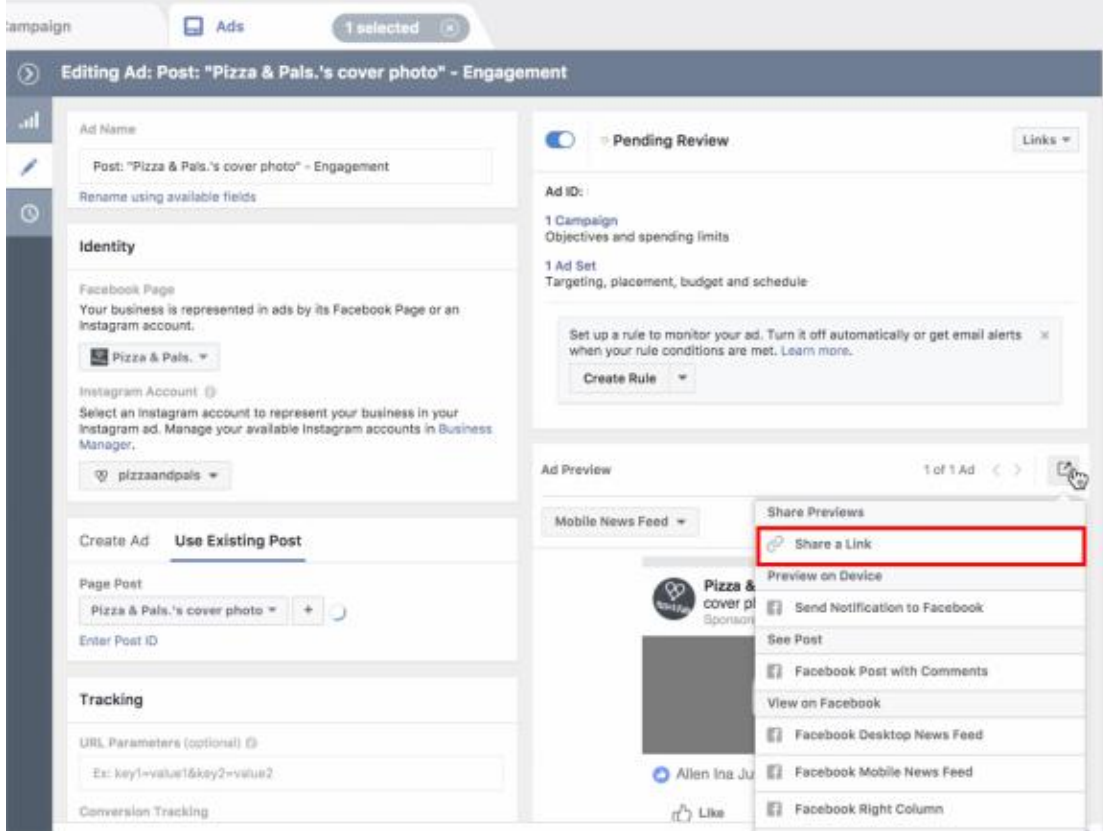 Campaign
Ads
1 selected
Editing Ad: Post: "Pizza & Pals.'s cover photo" - Engagement
Ad Name
Post: "Pizza & Pals.'s cover photo" - Engagement
Rename using available fields
Identity
Facebook Page
Your business is represented in ads by its Facebook Page or an
Instagram account.
Pizza & Pals.
Instagram Account
Select an Instagram account to represent your business in your
Instagram ad. Manage your available Instagram accounts in Business
Manager.
pizzaandpals
Create Ad Use Existing Post
Page Post
Pizza & Pals.'s cover photo +
Enter Post ID
Tracking
URL Parameters (optional)
Ex: key1=value1&key2=value2
Conversion Tracking
Pending Review
Links
Ad ID:
1 Campaign
Objectives and spending limits
1 Ad Set
Targeting, placement, budget and schedule
Set up a rule to monitor your ad. Turn it off automatically or get email alerts
when your rule conditions are met. Learn more.
Create Rule
Ad Preview
1 of 1 Ad
Mobile News Feed
Pizza &
cover p
Sponsor
Allen Ina Ju
Like
Share Previews
Share a Link
Preview on Device
Send Notification to Facebook
See Post
Facebook Post with Comments
View on Facebook
Facebook Desktop News Feed
Facebook Mobile News Feed
Facebook Right Column